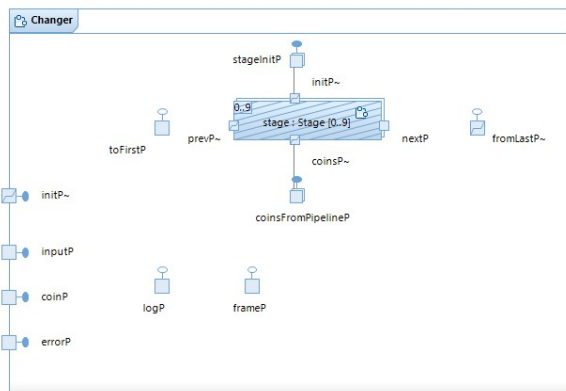 Changer
stageInitP
initP~
0..9
stage : Stage [0..9]
toFirstP
prevP~
nextP
fromLastP~
coinsP~
initP~
coinsFromPipelineP
inputP
coinP
logP
frameP
errorP